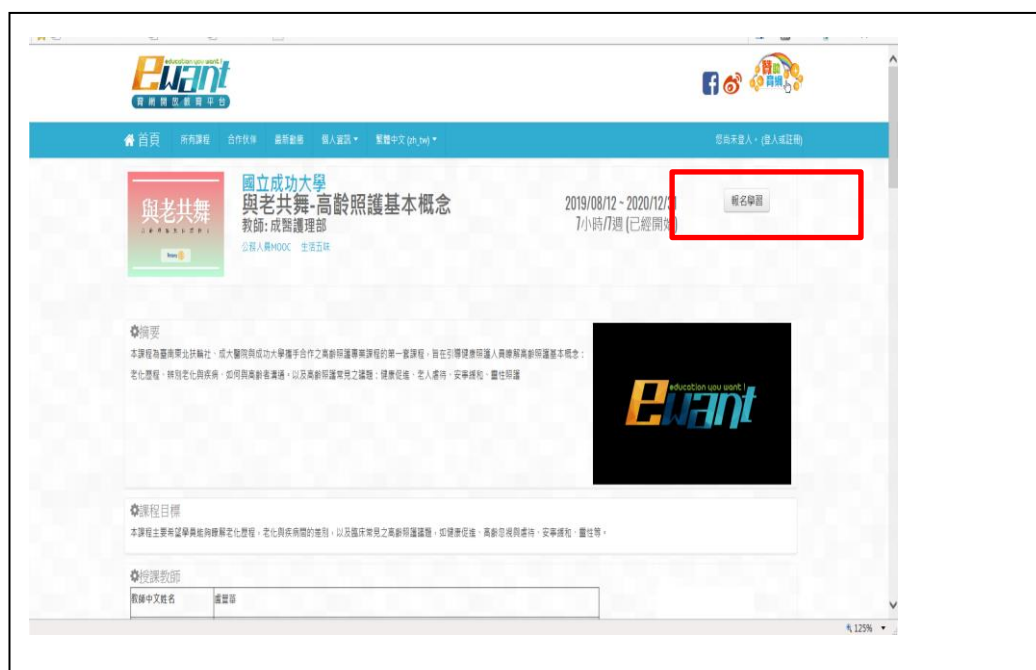 education you want !
ewant
育網開放教育平台
首頁 所有課程 合作伙伴 最新動態 個人資訊 繁體中文 (zh_tw) 您尚未登入。(登入或註冊)
與老共舞
國立成功大學
與老共舞-高齡照護基本概念
教師: 成醫護理部
公務人員MOOC 生活五味
2019/08/12 ~ 2020/12/31
7小時/7週 (已經開始)
報名學習
摘要
本課程為臺南東北扶輪社、成大醫院與成功大學攜手合作之高齡照護專業課程的第一套課程，旨在引導健康照護人員瞭解高齡照護基本概念：
老化歷程、辨別老化與疾病、如何與高齡者溝通，以及高齡照護常見之議題：健康促進、老人虐待、安寧緩和、靈性照護
education you want !
ewant
課程目標
本課程主要希望學員能夠瞭解老化歷程，老化與疾病間的差別，以及臨床常見之高齡照護議題，如健康促進、高齡忽視與虐待、安寧緩和、靈性等。
授課教師
教師中文姓名
125%